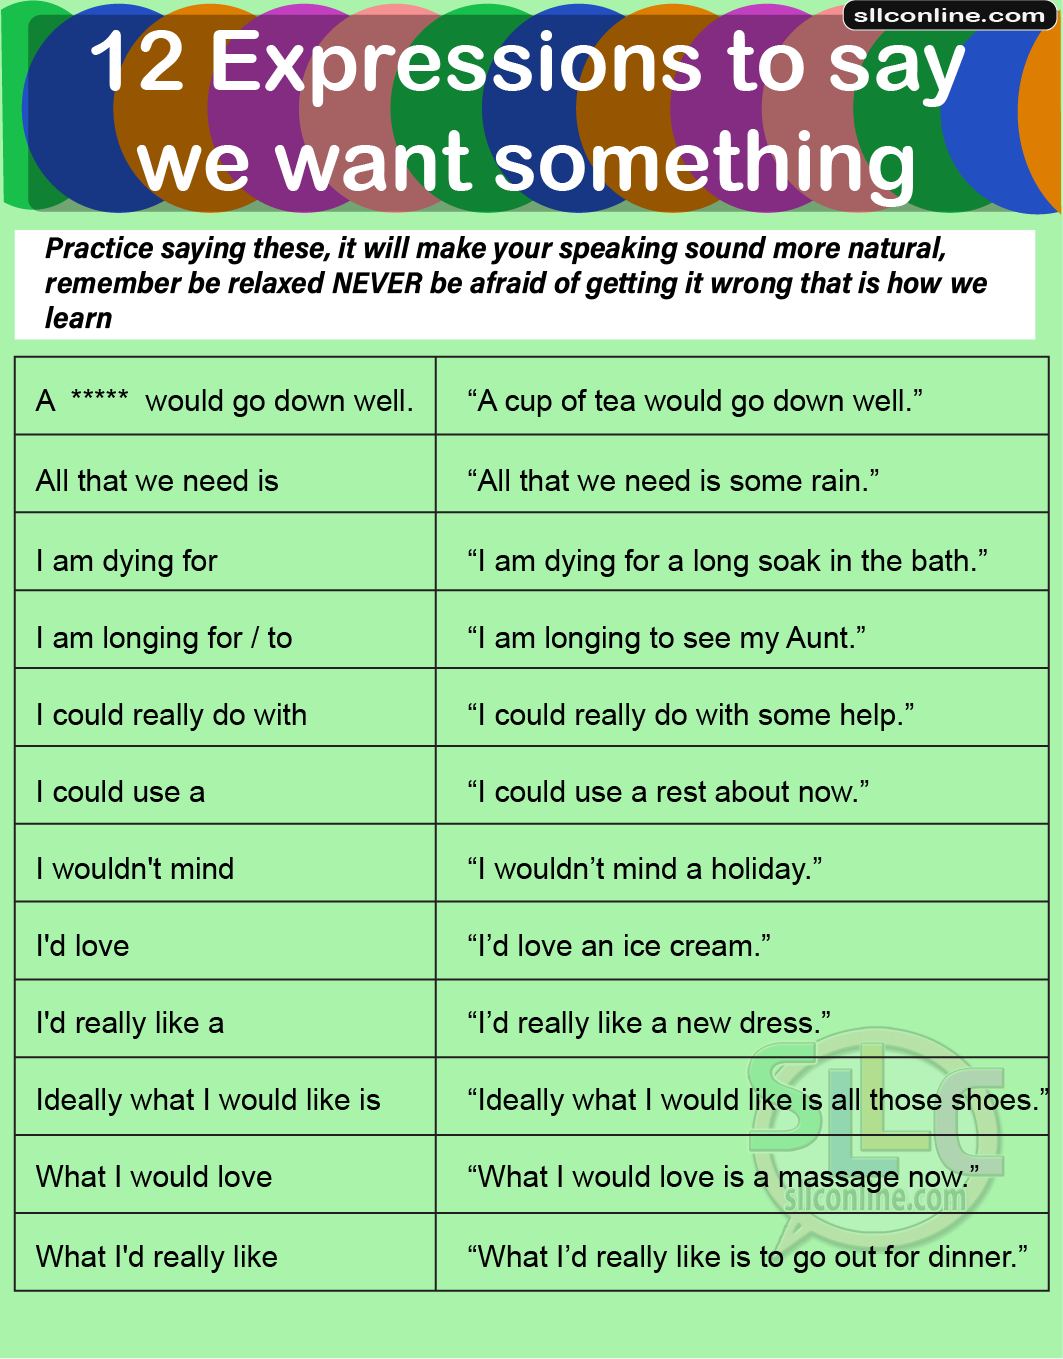 sllconline.com
12 Expressions to say
we want something
Practice saying these, it will make your speaking sound more natural,
remember be relaxed NEVER be afraid of getting it wrong that is how we
learn
A ***** would go down well. “A cup of tea would go down well.”
All that we need is “All that we need is some rain.”
I am dying for “I am dying for a long soak in the bath.”
I am longing for / to “I am longing to see my Aunt.”
I could really do with “I could really do with some help.”
I could use a “I could use a rest about now.”
I wouldn't mind “I wouldn’t mind a holiday.”
I'd love “I’d love an ice cream.”
I'd really like a “I’d really like a new dress.”
SLLC
Ideally what I would like is “Ideally what I would like is all those shoes.”
What I would love “What I would love is a massage now.”
sllconline.com
What I'd really like “What I’d really like is to go out for dinner.”